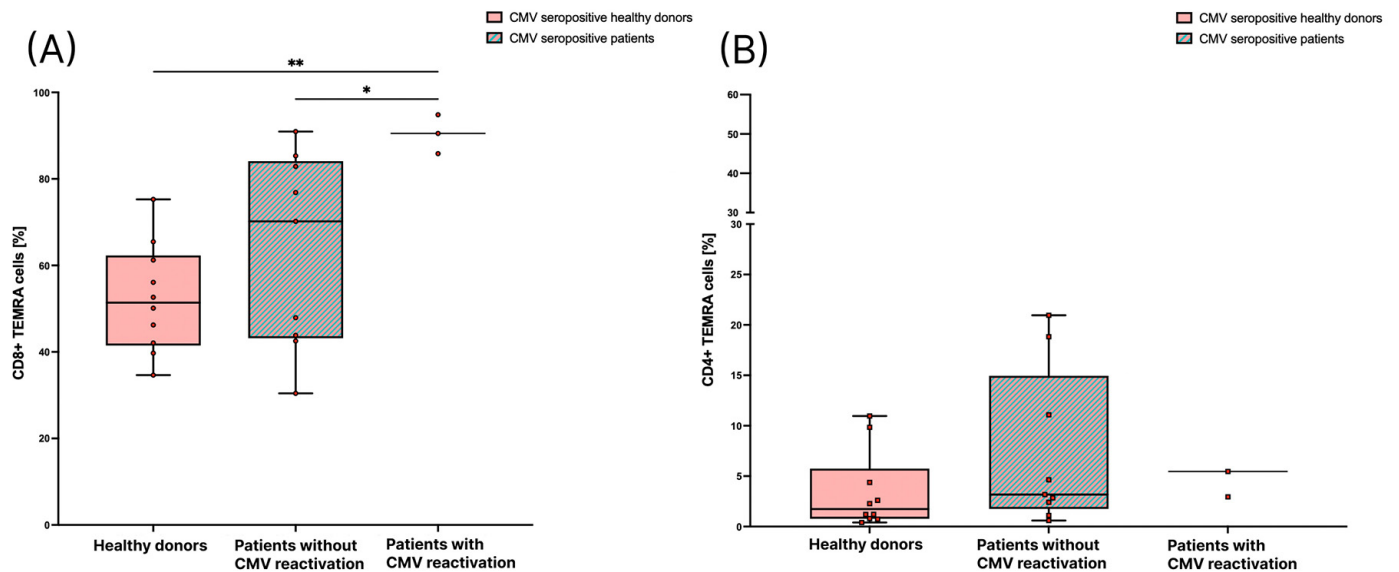 (A)
CMV seropositive healthy donors
CMV seropositive patients
**
*
CD8+ TEMRA cells [%]
100
80
60
40
20
0
Healthy donors
Patients without
CMV reactivation
Patients with
CMV reactivation
(B)
CMV seropositive healthy donors
CMV seropositive patients
CD4+ TEMRA cells [%]
60
50
40
30
30
25
20
15
10
5
0
Healthy donors
Patients without
CMV reactivation
Patients with
CMV reactivation